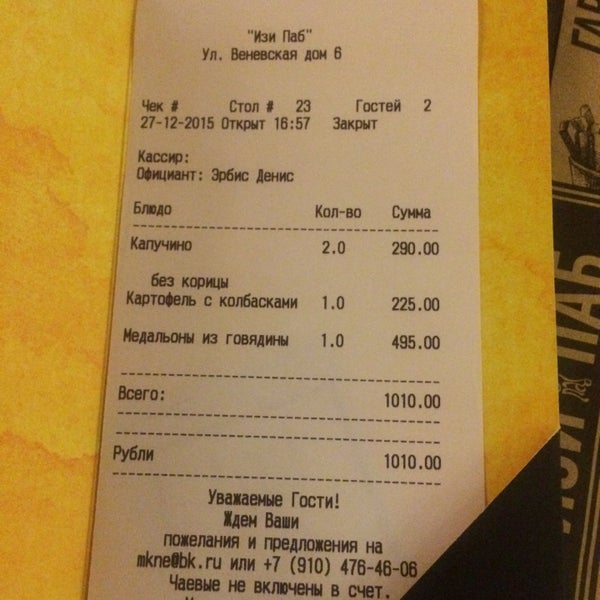 "Изи Паб"
Ул. Веневская дом 6
Чек # Стол # 23 Гостей 2
27-12-2015 Открыт 16:57 Закрыт
Кассир:
Официант: Эрбис Денис
Блюдо Кол-во Сумма
Капучино 2.0 290.00
без корицы
Картофель с колбасками 1.0 225.00
Медальоны из говядины 1.0 495.00
Всего: 1010.00
Рубли 1010.00
Уважаемые Гости!
Ждем Ваши
пожелания и предложения на
mkne@bk.ru или +7 (910) 476-46-06
Чаевые не включены в счет.
ПАБ